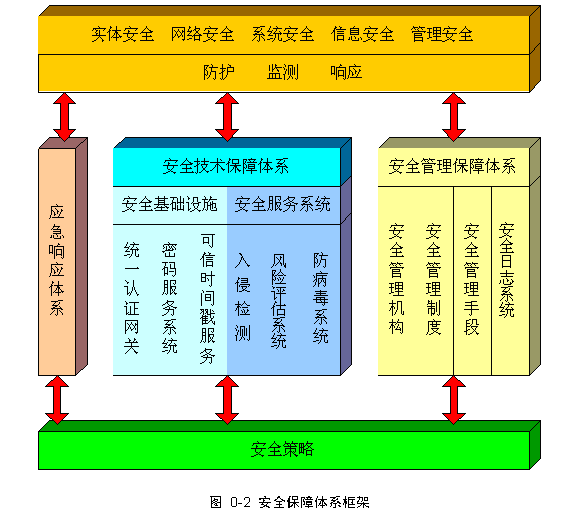 实体安全 网络安全 系统安全 信息安全 管理安全
防护 监测 响应
应急响应体系
安全技术保障体系
安全基础设施 安全服务系统
统一认证网关
密码服务系统
可信时间戳服务
入侵检测
风险评估系统
防病毒系统
安全管理保障体系
安全管理机构
安全管理制度
安全管理手段
安全日志系统
安全策略
图 0-2 安全保障体系框架